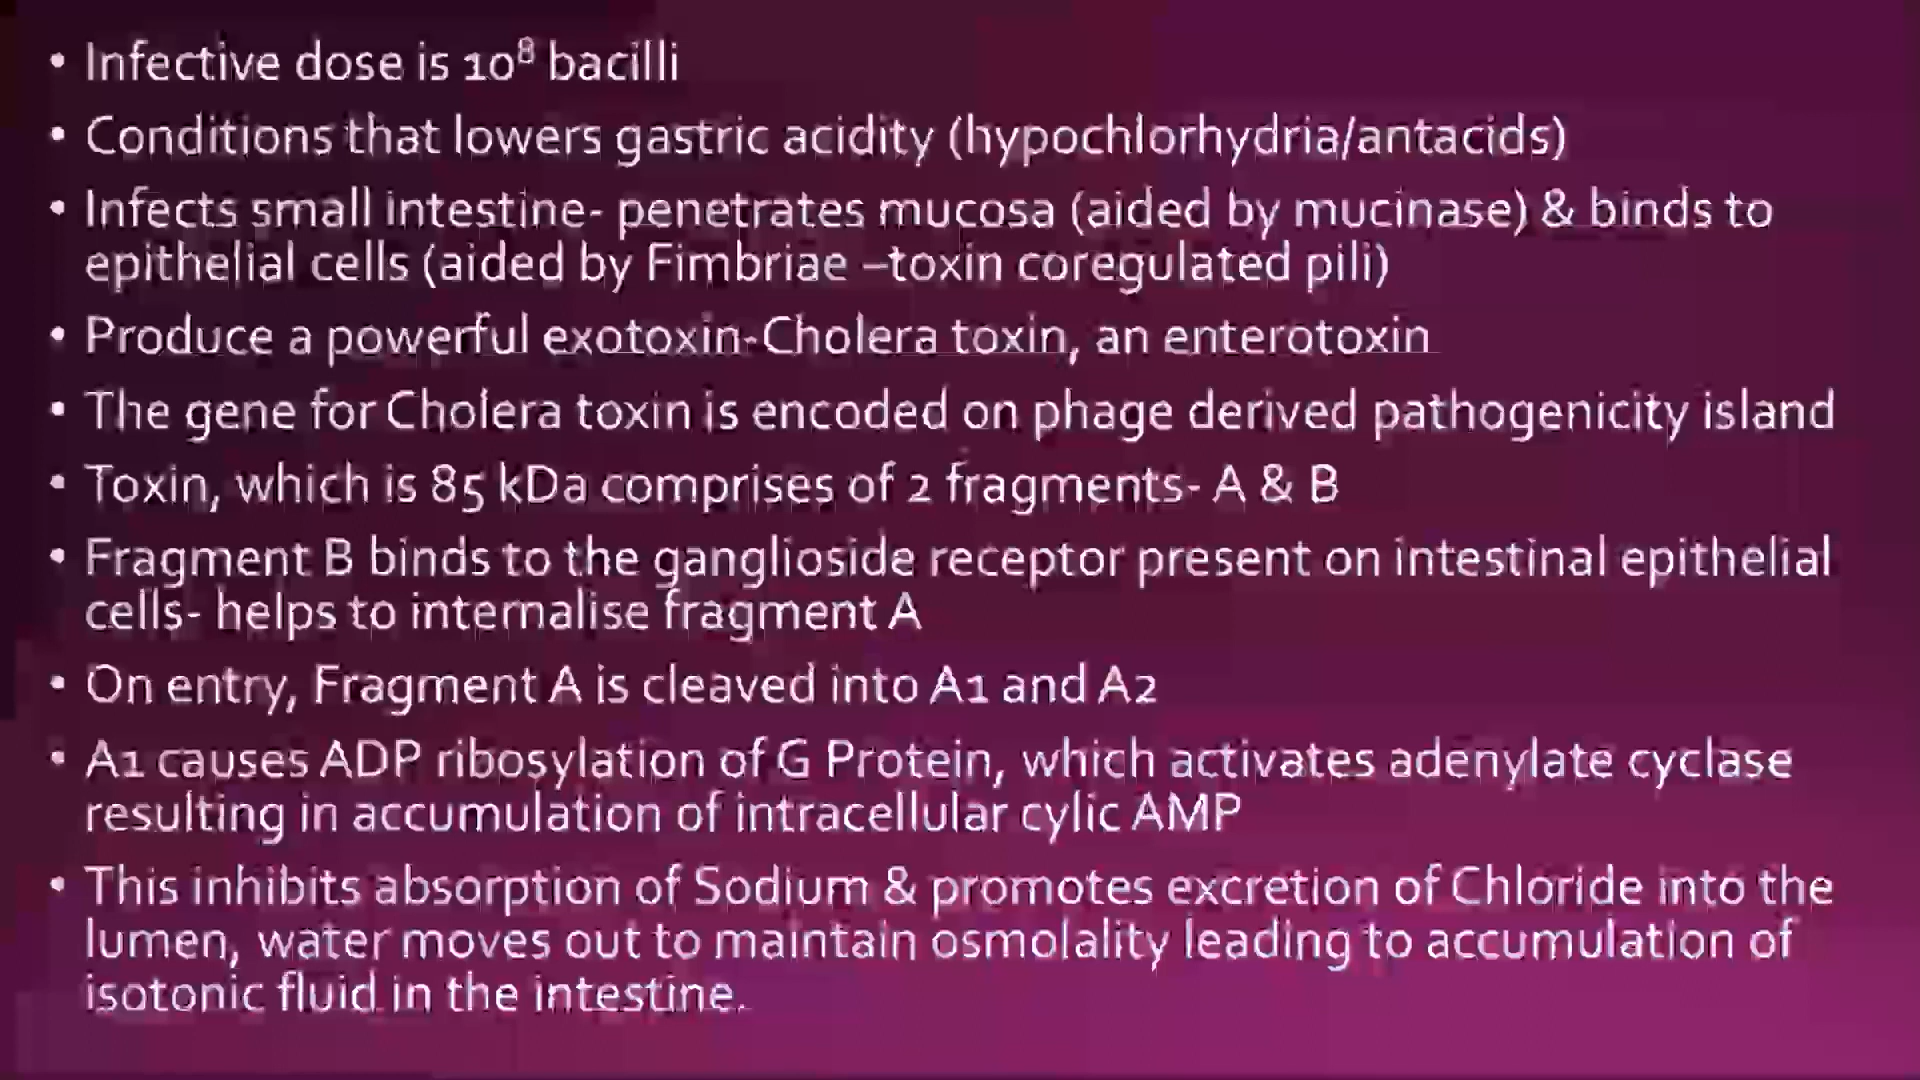 • Infective dose is 10⁸ bacilli
• Conditions that lowers gastric acidity (hypochlorhydria/antacids)
• Infects small intestine- penetrates mucosa (aided by mucinase) & binds to
epithelial cells (aided by Fimbriae –toxin coregulated pili)
• Produce a powerful exotoxin-Cholera toxin, an enterotoxin
• The gene for Cholera toxin is encoded on phage derived pathogenicity island
• Toxin, which is 85 kDa comprises of 2 fragments- A & B
• Fragment B binds to the ganglioside receptor present on intestinal epithelial
cells- helps to internalise fragment A
• On entry, Fragment A is cleaved into A1 and A2
• A1 causes ADP ribosylation of G Protein, which activates adenylate cyclase
resulting in accumulation of intracellular cylic AMP
• This inhibits absorption of Sodium & promotes excretion of Chloride into the
lumen, water moves out to maintain osmolality leading to accumulation of
isotonic fluid in the intestine.